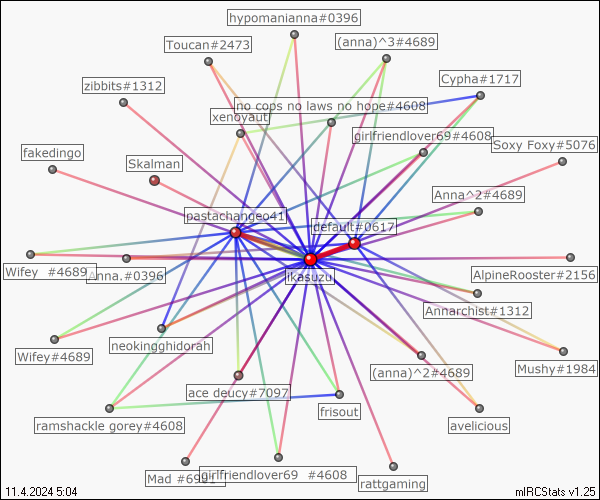 hypomanianna#0396
Toucan#2473
(anna)^3#4689
Cypha#1717
zibbits#1312
no cops no laws no hope#4608
xenoyaut
girlfriendlover69#4608
Soxy Foxy#5076
fakedingo
Skalman
Anna^2#4689
pastachangeo41
default#0617
Wifey #4689
Anna.#0396
ikasuzu
AlpineRooster#2156
Annarchist#1312
Wifey#4689
neokingghidorah
Mushy#1984
(anna)^2#4689
ace deucy#7097
frisout
ramshackle gorey#4608
avelicious
Mad
girlfriendlover69 #4608
rattgaming
11.4.2024 5:04
mIRCStats v1.25